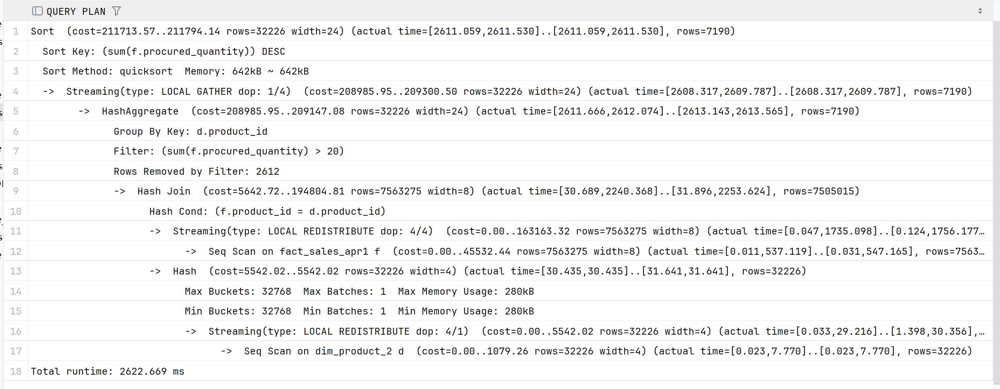 QUERY PLAN
1 Sort  (cost=211713.57..211794.14 rows=32226 width=24) (actual time=[2611.059,2611.530]..[2611.059,2611.530], rows=7190)
2 Sort Key: (sum(f.procured_quantity)) DESC
3 Sort Method: quicksort  Memory: 642kB ~ 642kB
4 ->  Streaming(type: LOCAL GATHER dop: 1/4)  (cost=208985.95..209300.50 rows=32226 width=24) (actual time=[2608.317,2609.787]..[2608.317,2609.787], rows=7190)
5 ->  HashAggregate  (cost=208985.95..209147.08 rows=32226 width=24) (actual time=[2611.666,2612.074]..[2613.143,2613.565], rows=7190)
6 Group By Key: d.product_id
7 Filter: (sum(f.procured_quantity) > 20)
8 Rows Removed by Filter: 2612
9 ->  Hash Join  (cost=5642.72..194804.81 rows=7563275 width=8) (actual time=[30.689,2240.368]..[31.896,2253.624], rows=7505015)
10 Hash Cond: (f.product_id = d.product_id)
11 ->  Streaming(type: LOCAL REDISTRIBUTE dop: 4/4)  (cost=0.00..163163.32 rows=7563275 width=8) (actual time=[0.047,1735.098]..[0.124,1756.177…
12 ->  Seq Scan on fact_sales_apr1 f  (cost=0.00..45532.44 rows=7563275 width=8) (actual time=[0.011,537.119]..[0.031,547.165], rows=7563…
13 ->  Hash  (cost=5542.02..5542.02 rows=32226 width=4) (actual time=[30.435,30.435]..[31.641,31.641], rows=32226)
14 Max Buckets: 32768  Max Batches: 1  Max Memory Usage: 280kB
15 Min Buckets: 32768  Min Batches: 1  Min Memory Usage: 280kB
16 ->  Streaming(type: LOCAL REDISTRIBUTE dop: 4/1)  (cost=0.00..5542.02 rows=32226 width=4) (actual time=[0.033,29.216]..[1.398,30.356],…
17 ->  Seq Scan on dim_product_2 d  (cost=0.00..1079.26 rows=32226 width=4) (actual time=[0.023,7.770]..[0.023,7.770], rows=32226)
18 Total runtime: 2622.669 ms